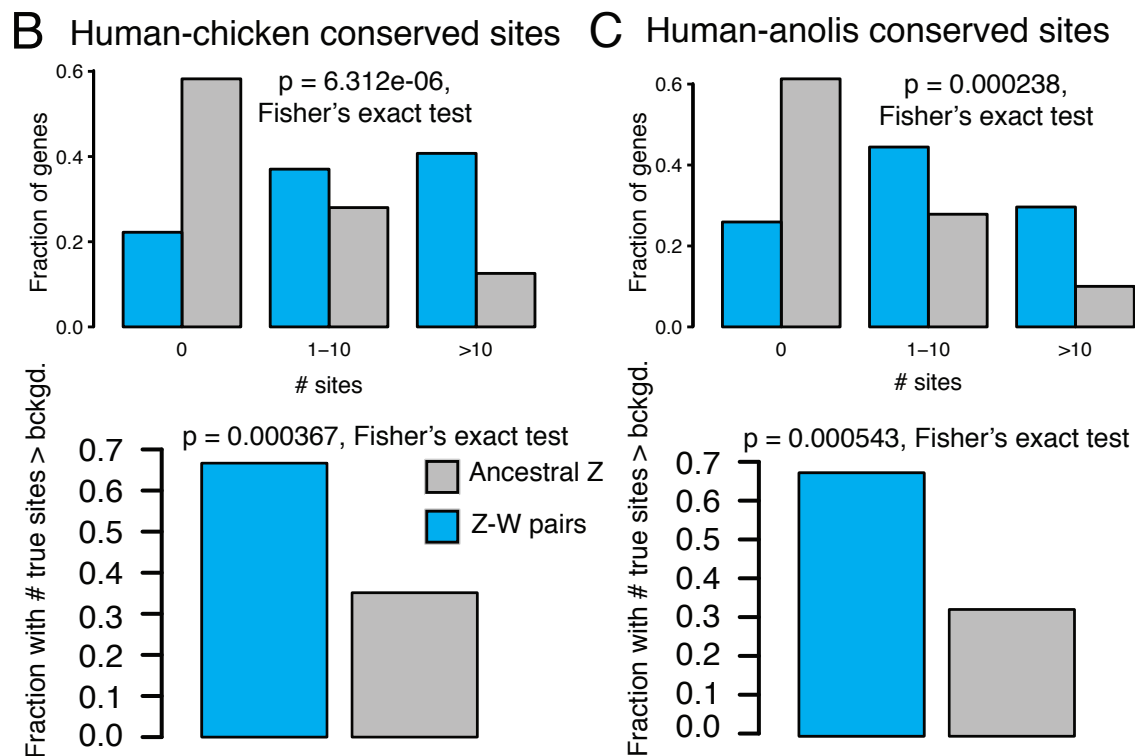 B Human-chicken conserved sites
p = 6.312e-06,
Fisher's exact test
Fraction of genes
0.6
0.4
0.2
0.0
0
1–10
>10
# sites
p = 0.000367, Fisher's exact test
Fraction with # true sites > bckgd.
0.7
0.6
0.5
0.4
0.3
0.2
0.1
0.0
Ancestral Z
Z-W pairs
C Human-anolis conserved sites
p = 0.000238,
Fisher's exact test
Fraction of genes
0.6
0.4
0.2
0.0
0
1–10
>10
# sites
p = 0.000543, Fisher's exact test
Fraction with # true sites > bckgd.
0.7
0.6
0.5
0.4
0.3
0.2
0.1
0.0